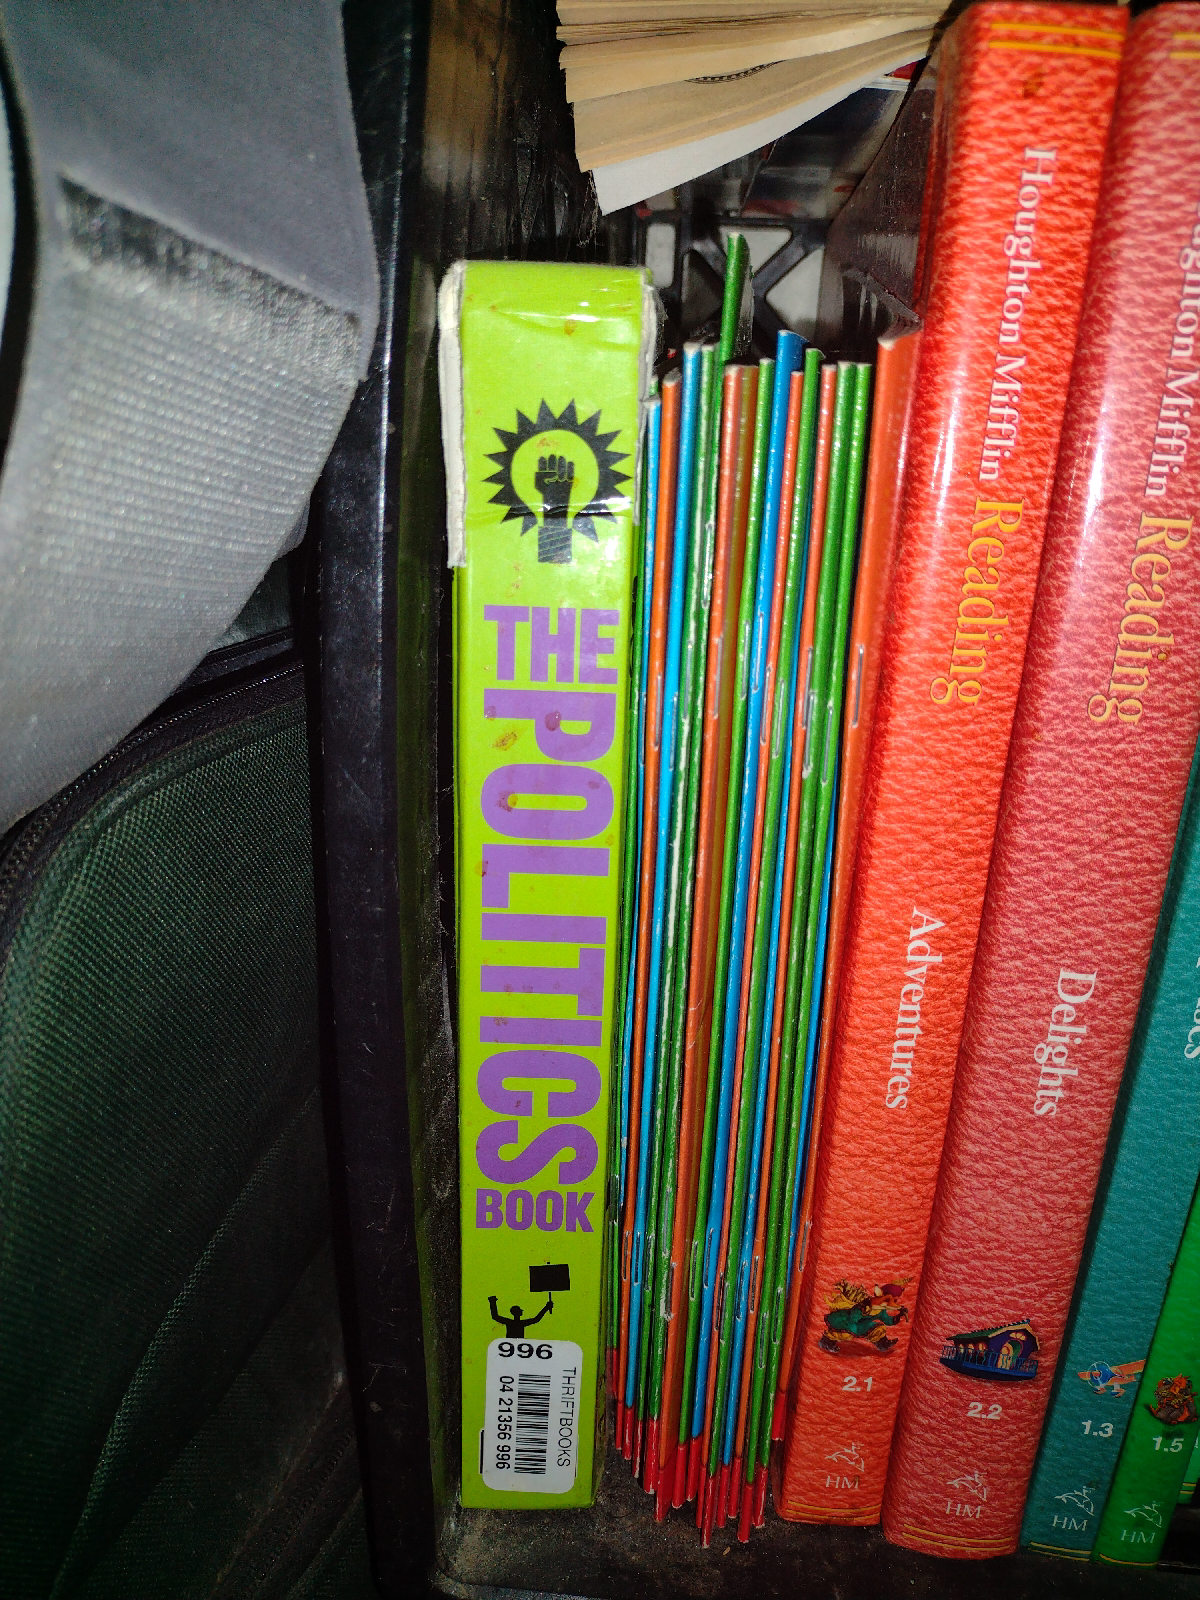 THE
POLITICS
BOOK
996
THRIFTBOOKS
04 21356 996
Houghton Mifflin Reading
Adventures
2.1
HM
Mifflin Reading
Delights
2.2
HM
1.3
HM
1.5
HM